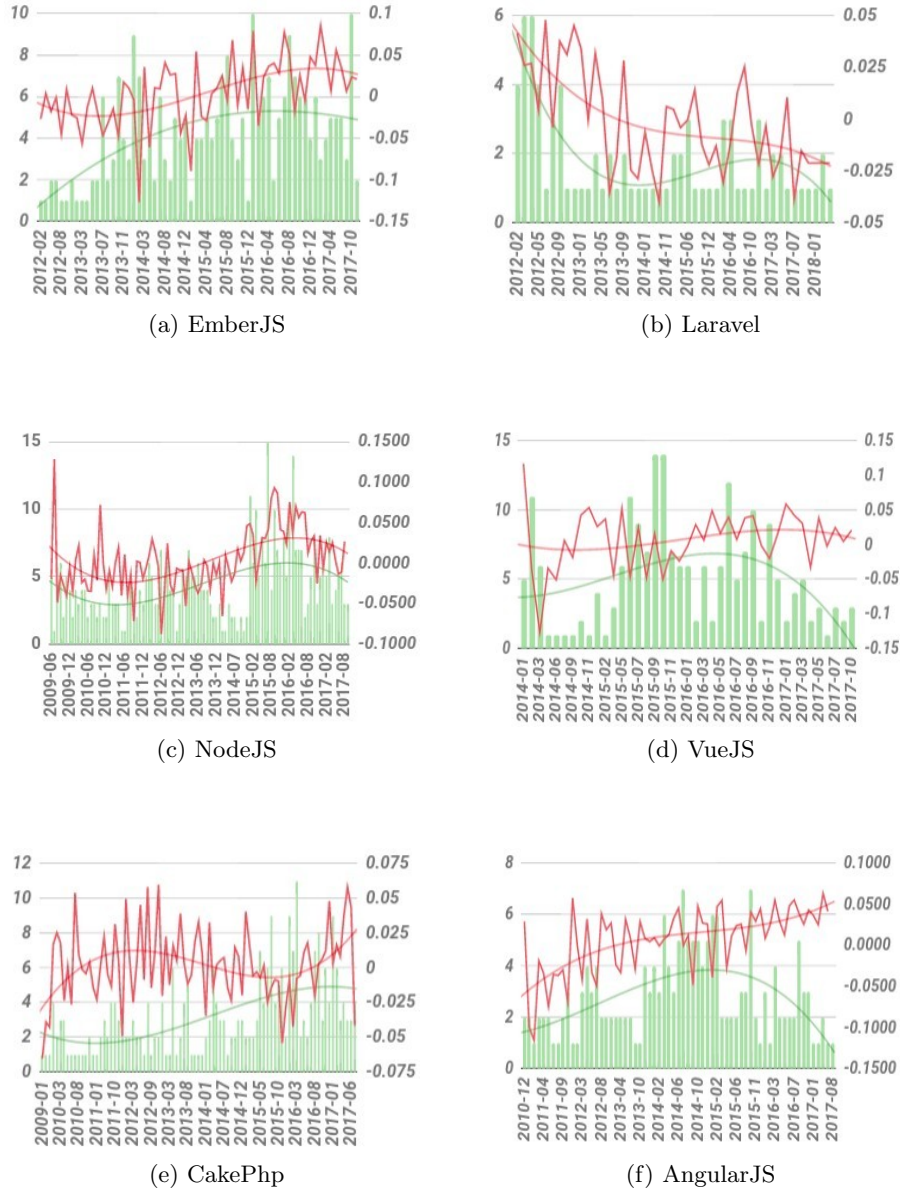 10 8 6 4 2 0
0.1 0.05 0 -0.05 -0.1 -0.15
2012-02 2012-08 2013-03 2013-07 2013-11 2014-03 2014-08 2014-12 2015-04 2015-08 2015-12 2016-04 2016-08 2016-12 2017-04 2017-10
(a) EmberJS
6 4 2 0
0.05 0.025 0 -0.025 -0.05
2012-02 2012-05 2012-09 2013-02 2013-05 2013-09 2014-01 2014-11 2015-06 2015-12 2016-04 2016-10 2017-03 2017-07 2018-01
(b) Laravel
15 10 5 0
0.1500 0.1000 0.0500 0.0000 -0.0500 -0.1000
2009-06 2009-12 2010-06 2010-12 2011-06 2011-12 2012-06 2012-12 2013-06 2013-12 2014-07 2015-02 2015-08 2016-02 2016-08 2017-02 2017-08
(c) NodeJS
15 10 5 0
0.15 0.1 0.05 0 -0.05 -0.1 -0.15
2014-01 2014-03 2014-06 2014-09 2014-11 2015-02 2015-05 2015-07 2015-09 2015-11 2016-01 2016-03 2016-05 2016-07 2016-09 2016-11 2017-01 2017-03 2017-05 2017-07 2017-10
(d) VueJS
12 10 8 6 4 2 0
0.075 0.05 0.025 0 -0.025 -0.05 -0.075
2009-01 2010-03 2010-08 2011-01 2011-10 2012-03 2012-09 2013-03 2013-08 2014-01 2014-07 2014-12 2015-05 2015-10 2016-03 2016-08 2017-01 2017-06
(e) CakePhp
8 6 4 2 0
0.1000 0.0500 0.0000 -0.0500 -0.1000 -0.1500
2010-12 2011-04 2011-09 2012-02 2012-06 2012-10 2013-06 2013-10 2014-02 2014-06 2014-10 2015-02 2015-06 2015-11 2016-03 2016-07 2016-12 2017-08
(f) AngularJS